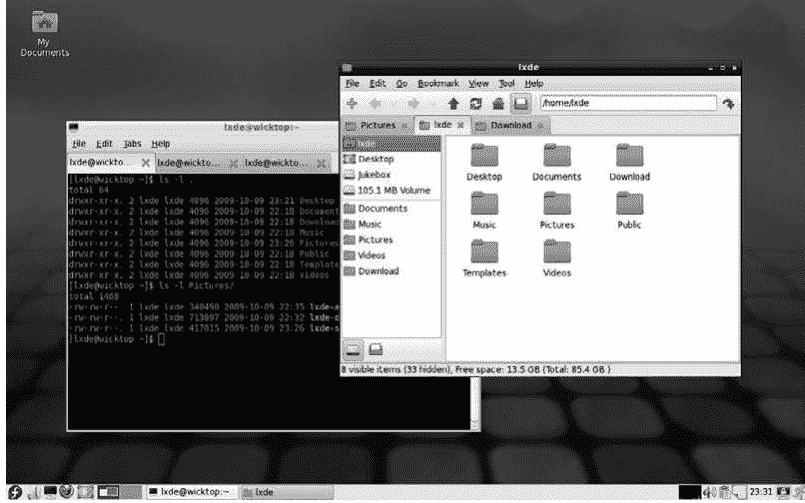 My
Documents
lxde
File Edit Go Bookmark View Tool Help
/home/lxde
Pictures lxde Download
lxde
Desktop
Jukebox
105.1 MB Volume
Documents
Music
Pictures
Videos
Download
Desktop Documents Download
Music Pictures Public
Templates Videos
8 visible items (33 hidden), Free space: 13.5 GB (Total: 85.4 GB )
lxde@wicktop:~
File Edit Tabs Help
lxde@wickto... lxde@wickto... lxde@wickto...
[lxde@wicktop ~]$ ls -l .
total 64
drwxr-xr-x. 2 lxde lxde 4096 2009-10-09 23:21 Desktop
drwxr-xr-x. 2 lxde lxde 4096 2009-10-09 22:18 Document
drwxr-xr-x. 2 lxde lxde 4096 2009-10-09 22:18 Downloa
drwxr-xr-x. 2 lxde lxde 4096 2009-10-09 22:18 Music
drwxr-xr-x. 2 lxde lxde 4096 2009-10-09 23:26 Pictures
drwxr-xr-x. 2 lxde lxde 4096 2009-10-09 22:18 Public
drwxr-xr-x. 2 lxde lxde 4096 2009-10-09 22:18 Template
drwxr-xr-x. 2 lxde lxde 4096 2009-10-09 22:18 Videos
[lxde@wicktop ~]$ ls -l Pictures/
total 1468
-rw-rw-r--. 1 lxde lxde 340490 2009-10-09 22:35 lxde-a
-rw-rw-r--. 1 lxde lxde 713897 2009-10-09 22:32 lxde-d
-rw-rw-r--. 1 lxde lxde 417015 2009-10-09 23:26 lxde-s
[lxde@wicktop ~]$
lxde@wicktop:~ lxde 23:31